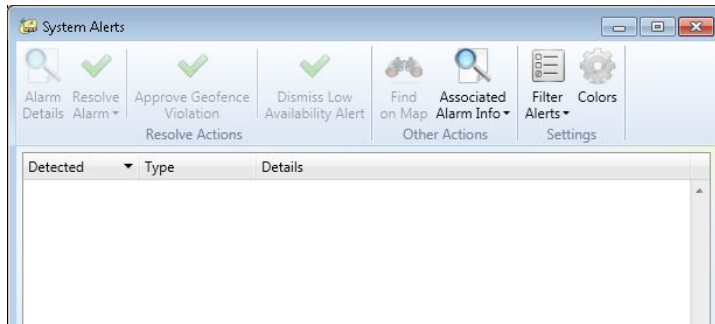 System Alerts
Alarm Resolve Approve Geofence Dismiss Low Find Associated Filter Colors
Details Alarm Violation Availability Alert on Map Alarm Info Alerts
Resolve Actions Other Actions Settings
Detected Type Details